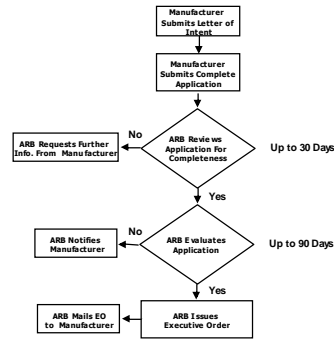 Manufacturer
Submits Letter of
Intent
Manufacturer
Submits Complete
Application
No
ARB Requests Further
Info. From Manufacturer
ARB Reviews
Application For
Completeness
Up to 30 Days
Yes
No
ARB Notifies
Manufacturer
ARB Evaluates
Application
Up to 90 Days
Yes
ARB Mails EO
to Manufacturer
ARB Issues
Executive Order